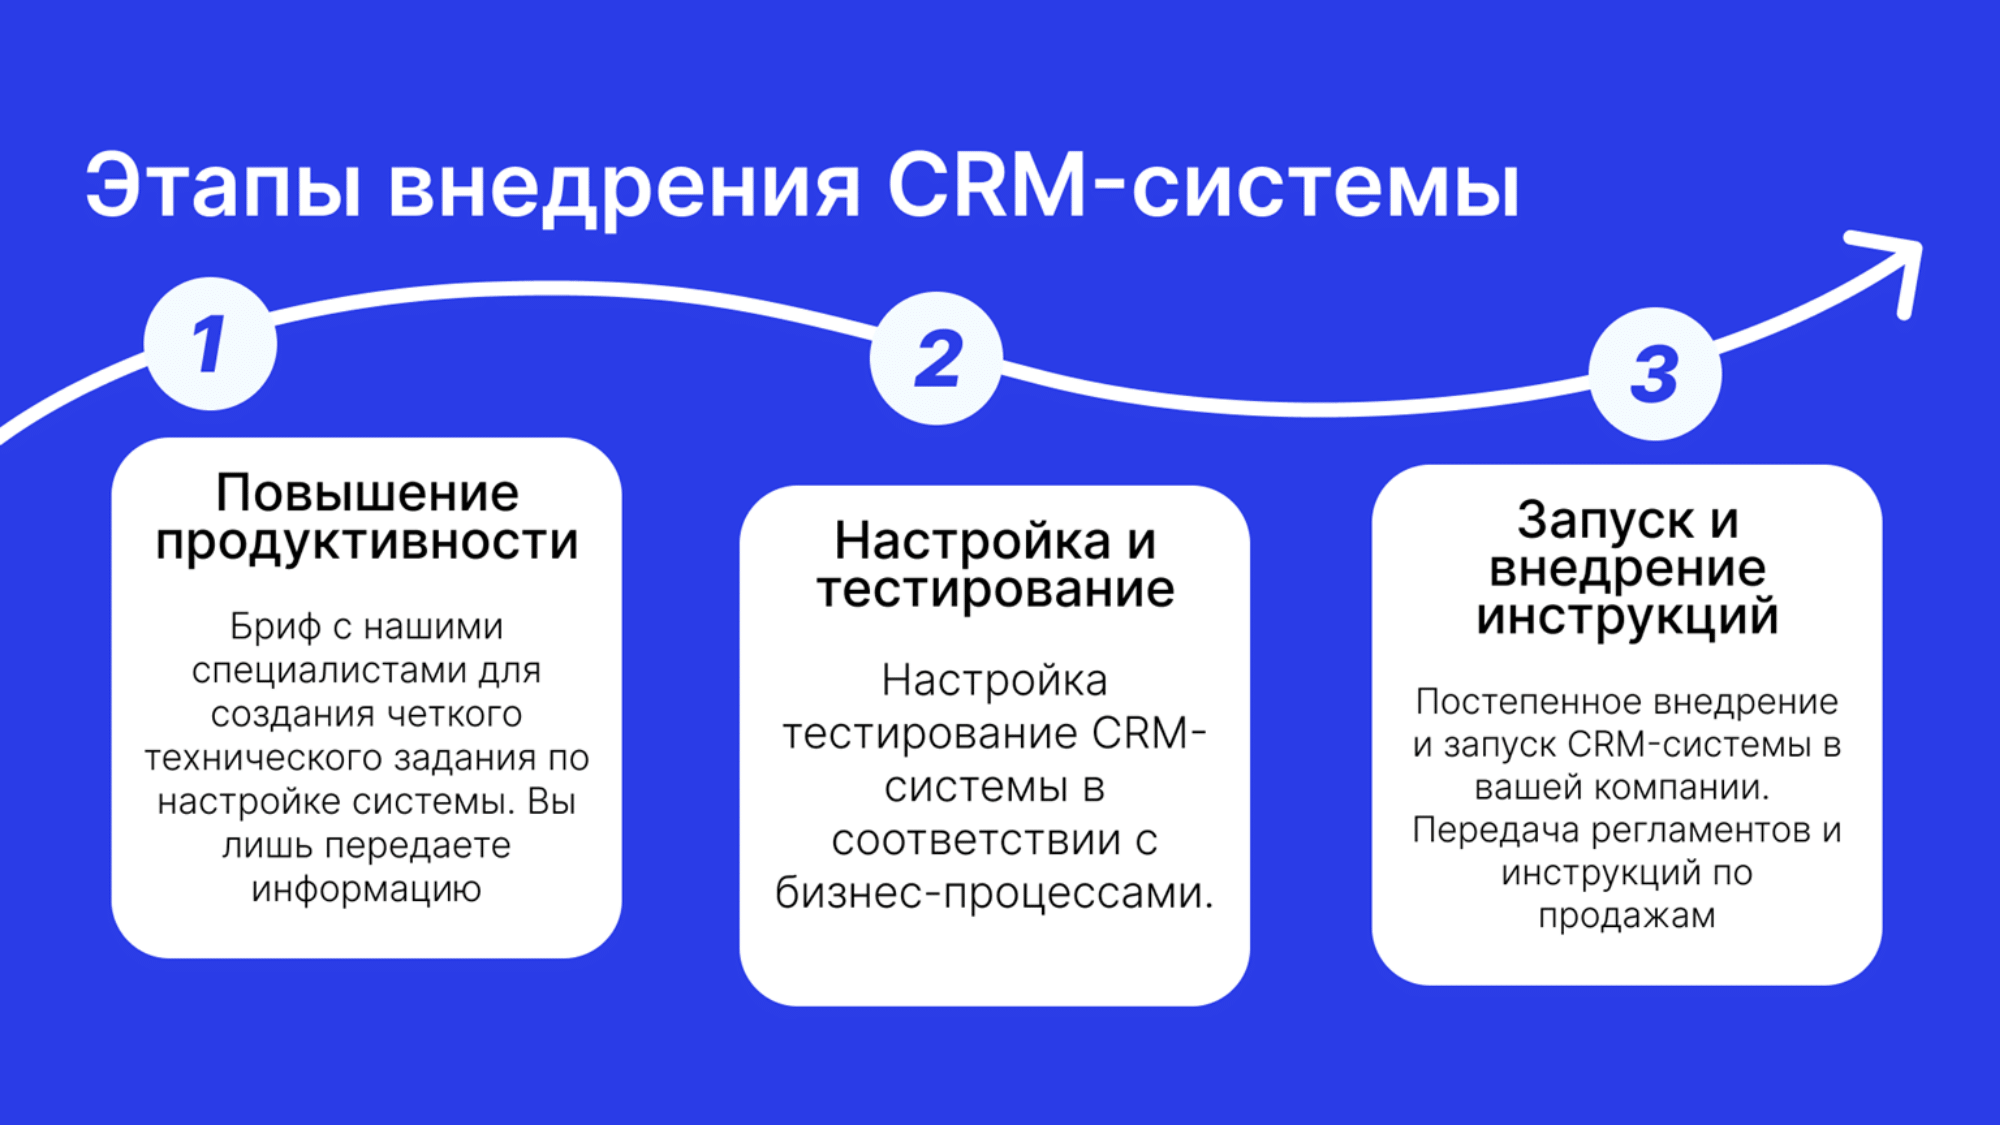 Этапы внедрения CRM-системы
1
2
3
Повышение
продуктивности
Бриф с нашими
специалистами для
создания четкого
технического задания по
настройке системы. Вы
лишь передаете
информацию
Настройка и
тестирование
Настройка
тестирование CRM-
системы в
соответствии с
бизнес-процессами.
Запуск и
внедрение
инструкций
Постепенное внедрение
и запуск CRM-системы в
вашей компании.
Передача регламентов и
инструкций по
продажам